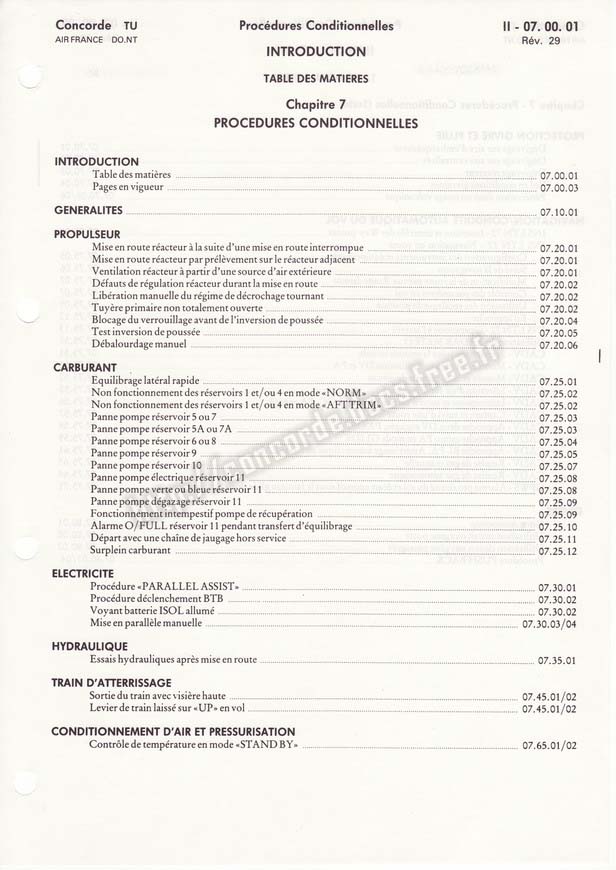 Concorde TU Procédures Conditionnelles II - 07. 00. 01
AIR FRANCE DO.NT Rév. 29
INTRODUCTION
TABLE DES MATIERES
Chapitre 7
PROCEDURES CONDITIONNELLES
INTRODUCTION
Table des matières 07.00.01
Pages en vigueur 07.00.03
GENERALITES 07.10.01
PROPULSEUR
Mise en route réacteur à la suite d'une mise en route interrompue 07.20.01
Mise en route réacteur par prélèvement sur le réacteur adjacent 07.20.01
Ventilation réacteur à partir d'une source d'air extérieure 07.20.01
Défauts de régulation réacteur durant la mise en route 07.20.02
Libération manuelle du régime de décrochage tournant 07.20.02
Tuyère primaire non totalement ouverte 07.20.02
Blocage du verrouillage avant de l'inversion de poussée 07.20.04
Test inversion de poussée 07.20.05
Débalourdage manuel 07.20.06
CARBURANT
Equilibrage latéral rapide 07.25.01
Non fonctionnement des réservoirs 1 et/ou 4 en mode «NORM» 07.25.02
Non fonctionnement des réservoirs 1 et/ou 4 en mode «AFT TRIM» 07.25.02
Panne pompe réservoir 5 ou 7 07.25.03
Panne pompe réservoir 5A ou 7A 07.25.03
Panne pompe réservoir 6 ou 8 07.25.04
Panne pompe réservoir 9 07.25.05
Panne pompe réservoir 10 07.25.07
Panne pompe électrique réservoir 11 07.25.08
Panne pompe verte ou bleue réservoir 11 07.25.08
Panne pompe dégazage réservoir 11 07.25.09
Fonctionnement intempestif pompe de récupération 07.25.09
Alarme O/FULL réservoir 11 pendant transfert d'équilibrage 07.25.10
Départ avec une chaîne de jaugage hors service 07.25.11
Surplein carburant 07.25.12
ELECTRICITE
Procédure «PARALLEL ASSIST» 07.30.01
Procédure déclenchement BTB 07.30.02
Voyant batterie ISOL allumé 07.30.02
Mise en parallèle manuelle 07.30.03/04
HYDRAULIQUE
Essais hydrauliques après mise en route 07.35.01
TRAIN D'ATTERRISSAGE
Sortie du train avec visière haute 07.45.01/02
Levier de train laissé sur «UP» en vol 07.45.01/02
CONDITIONNEMENT D'AIR ET PRESSURISATION
Contrôle de température en mode «STAND BY» 07.65.01/02